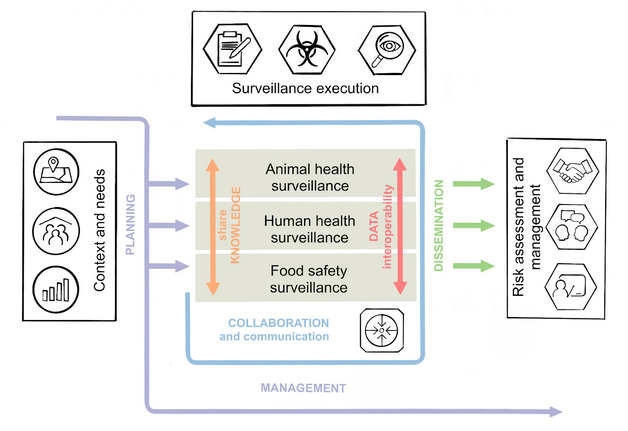 Surveillance execution
Context and needs
PLANNING
share
KNOWLEDGE
Animal health
surveillance
Human health
surveillance
Food safety
surveillance
DATA
interoperability
DISSEMINATION
Risk assessment and
management
COLLABORATION
and communication
MANAGEMENT